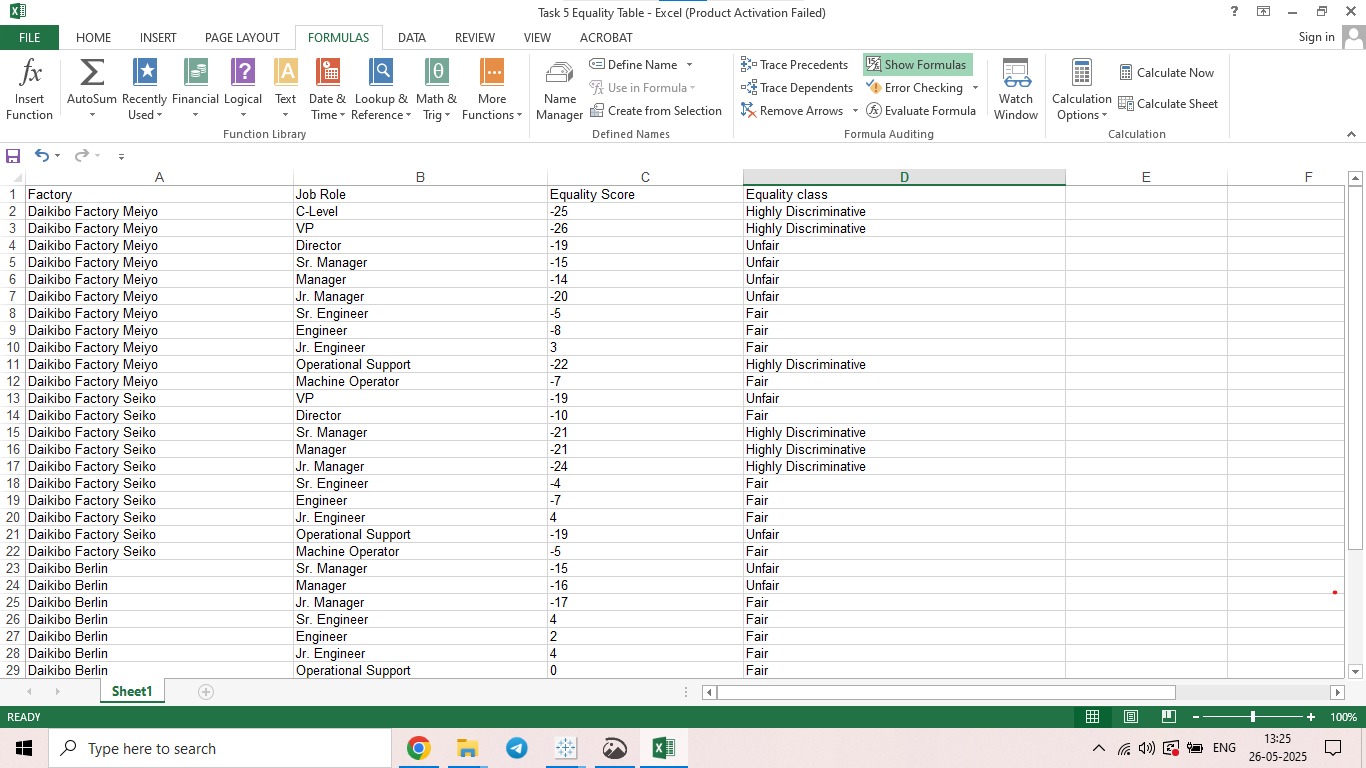 Task 5 Equality Table - Excel (Product Activation Failed)
?
FILE HOME INSERT PAGE LAYOUT FORMULAS DATA REVIEW VIEW ACROBAT Sign in
fx Insert Function
Σ AutoSum
Recently Used
Financial
? Logical
A Text
Date & Time
Lookup & Reference
θ Math & Trig
More Functions
Function Library
Name Manager
Define Name
Use in Formula
Create from Selection
Defined Names
Trace Precedents
Trace Dependents
Remove Arrows
Show Formulas
Error Checking
Evaluate Formula
Formula Auditing
Watch Window
Calculation Options
Calculate Now
Calculate Sheet
Calculation
A B C D E F
1 Factory Job Role Equality Score Equality class
2 Daikibo Factory Meiyo C-Level -25 Highly Discriminative
3 Daikibo Factory Meiyo VP -26 Highly Discriminative
4 Daikibo Factory Meiyo Director -19 Unfair
5 Daikibo Factory Meiyo Sr. Manager -15 Unfair
6 Daikibo Factory Meiyo Manager -14 Unfair
7 Daikibo Factory Meiyo Jr. Manager -20 Unfair
8 Daikibo Factory Meiyo Sr. Engineer -5 Fair
9 Daikibo Factory Meiyo Engineer -8 Fair
10 Daikibo Factory Meiyo Jr. Engineer 3 Fair
11 Daikibo Factory Meiyo Operational Support -22 Highly Discriminative
12 Daikibo Factory Meiyo Machine Operator -7 Fair
13 Daikibo Factory Seiko VP -19 Unfair
14 Daikibo Factory Seiko Director -10 Fair
15 Daikibo Factory Seiko Sr. Manager -21 Highly Discriminative
16 Daikibo Factory Seiko Manager -21 Highly Discriminative
17 Daikibo Factory Seiko Jr. Manager -24 Highly Discriminative
18 Daikibo Factory Seiko Sr. Engineer -4 Fair
19 Daikibo Factory Seiko Engineer -7 Fair
20 Daikibo Factory Seiko Jr. Engineer 4 Fair
21 Daikibo Factory Seiko Operational Support -19 Unfair
22 Daikibo Factory Seiko Machine Operator -5 Fair
23 Daikibo Berlin Sr. Manager -15 Unfair
24 Daikibo Berlin Manager -16 Unfair
25 Daikibo Berlin Jr. Manager -17 Fair
26 Daikibo Berlin Sr. Engineer 4 Fair
27 Daikibo Berlin Engineer 2 Fair
28 Daikibo Berlin Jr. Engineer 4 Fair
29 Daikibo Berlin Operational Support 0 Fair
Sheet1
READY 100%
Type here to search
ENG
13:25
26-05-2025